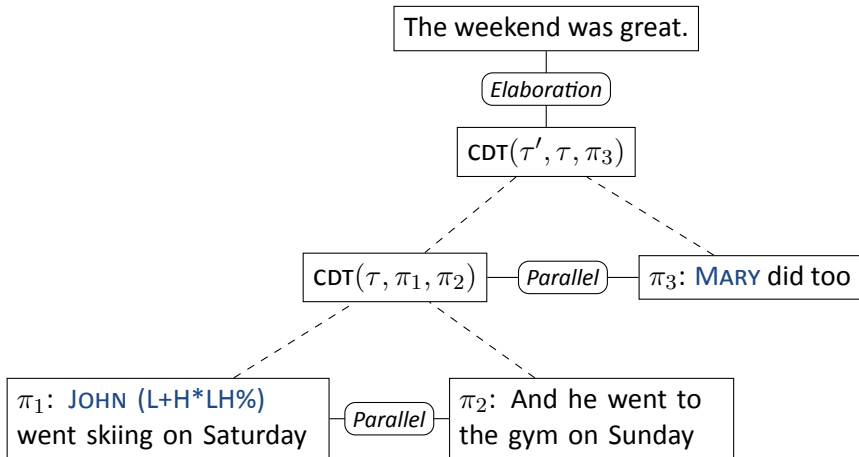 The weekend was great.
Elaboration
CDT(τ′, τ, π₃)
CDT(τ, π₁, π₂)
Parallel
π₃: MARY did too
π₁: JOHN (L+H*LH%)
went skiing on Saturday
Parallel
π₂: And he went to
the gym on Sunday